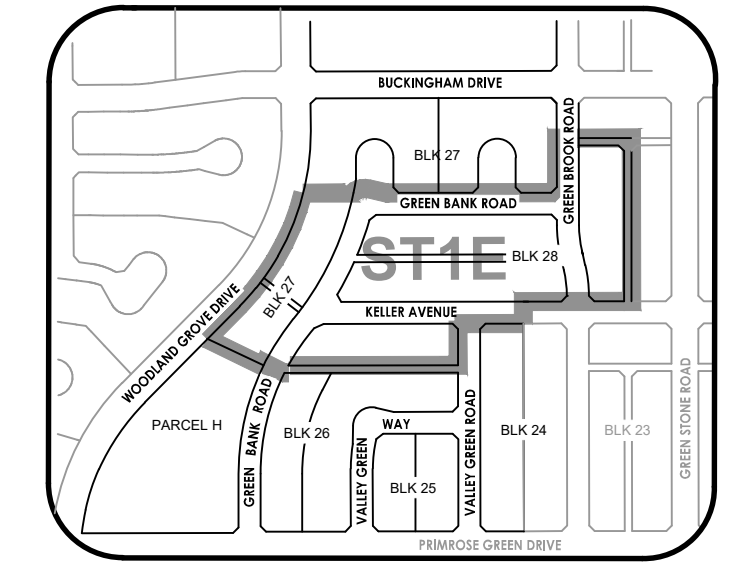 BUCKINGHAM DRIVE
GREEN BROOK ROAD
BLK 27
GREEN BANK ROAD
ST1E
BLK 28
BLK 27
WOODLAND GROVE DRIVE
KELLER AVENUE
GREEN STONE ROAD
GREEN BANK ROAD
VALLEY GREEN ROAD
PARCEL H
BLK 26
VALLEY GREEN WAY
BLK 24
BLK 23
BLK 25
PRIMROSE GREEN DRIVE